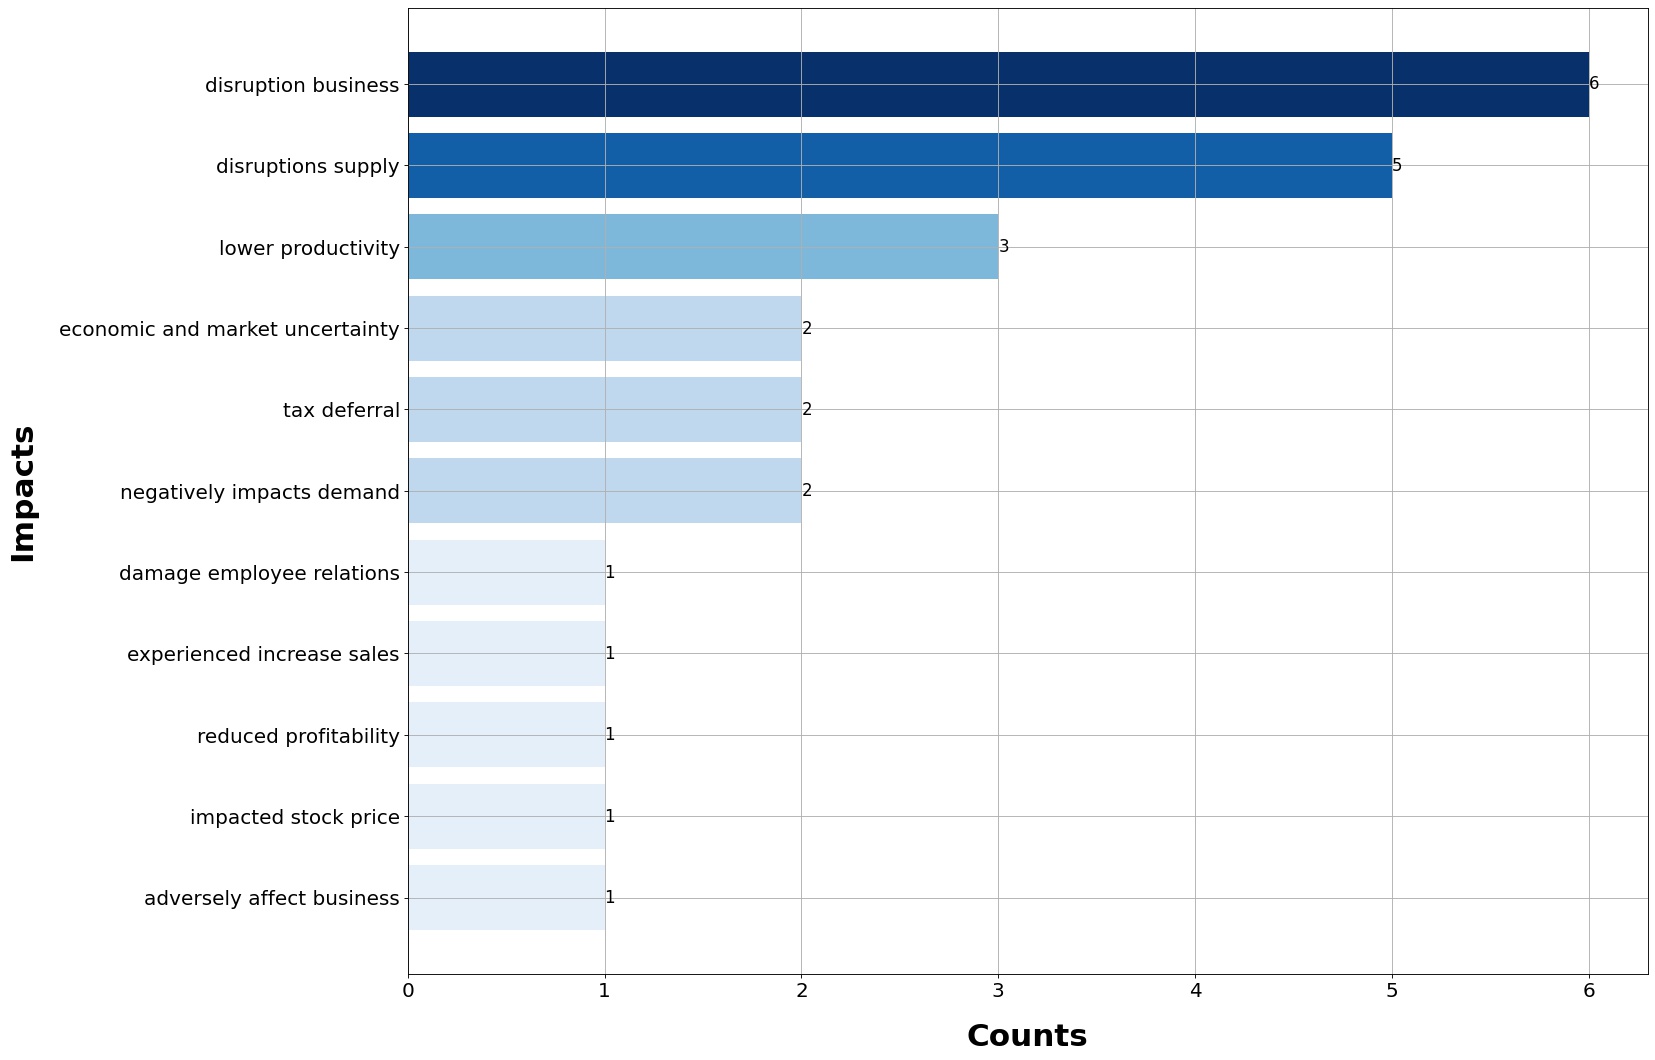 disruption business
6
disruptions supply
5
lower productivity
3
economic and market uncertainty
2
tax deferral
2
negatively impacts demand
2
damage employee relations
1
experienced increase sales
1
reduced profitability
1
impacted stock price
1
adversely affect business
1
Impacts
0 1 2 3 4 5 6
Counts